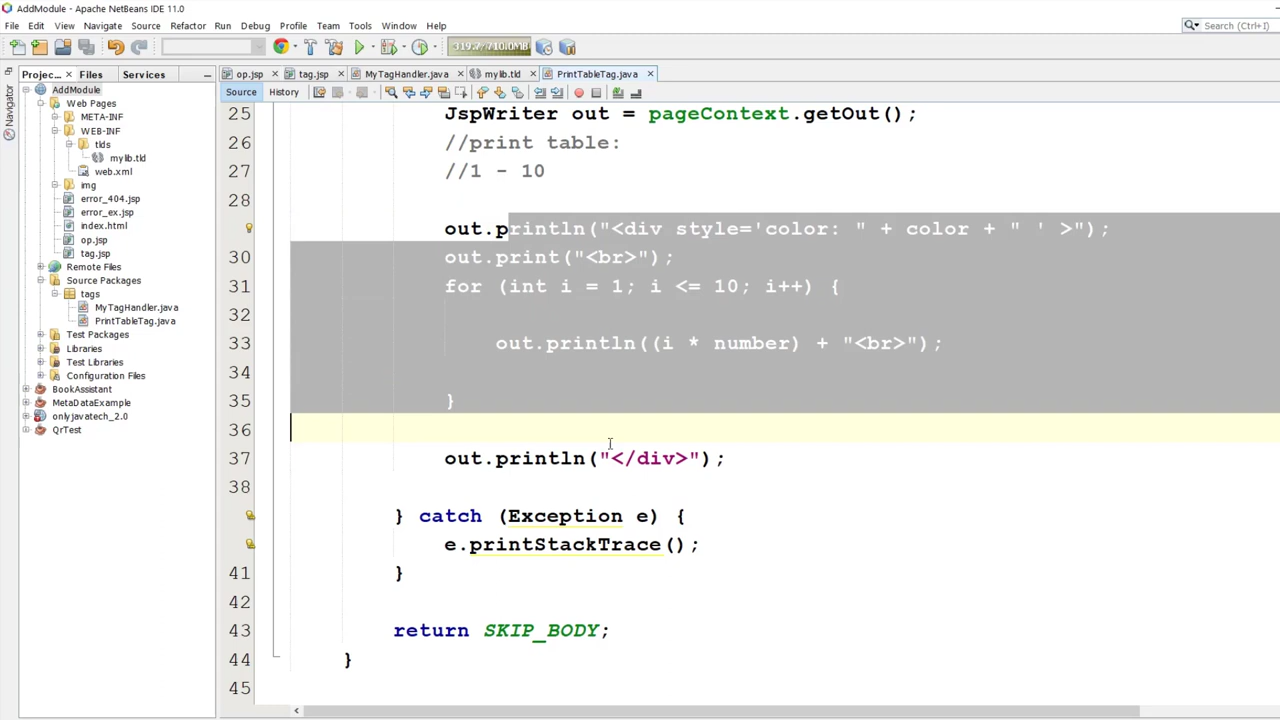 AddModule - Apache NetBeans IDE 11.0
File Edit View Navigate Source Refactor Run Debug Profile Team Tools Window Help
319.7/710.0MB
Search (Ctrl+I)
Projec... Files Services
op.jsp tag.jsp MyTagHandler.java mylib.tld PrintTableTag.java
Source History
Navigator
AddModule
Web Pages
META-INF
WEB-INF
tlds
mylib.tld
web.xml
img
error_404.jsp
error_ex.jsp
index.html
op.jsp
tag.jsp
Remote Files
Source Packages
tags
MyTagHandler.java
PrintTableTag.java
Test Packages
Libraries
Test Libraries
Configuration Files
BookAssistant
MetaDataExample
onlyjavatech_2.0
QrTest
25 JspWriter out = pageContext.getOut();
26 //print table:
27 //1 - 10
28
out.println("<div style='color: " + color + " ' >");
30 out.print("<br>");
31 for (int i = 1; i <= 10; i++) {
32
33 out.println((i * number) + "<br>");
34
35 }
36
37 out.println("</div>");
38
} catch (Exception e) {
e.printStackTrace();
41 }
42
43 return SKIP_BODY;
44 }
45